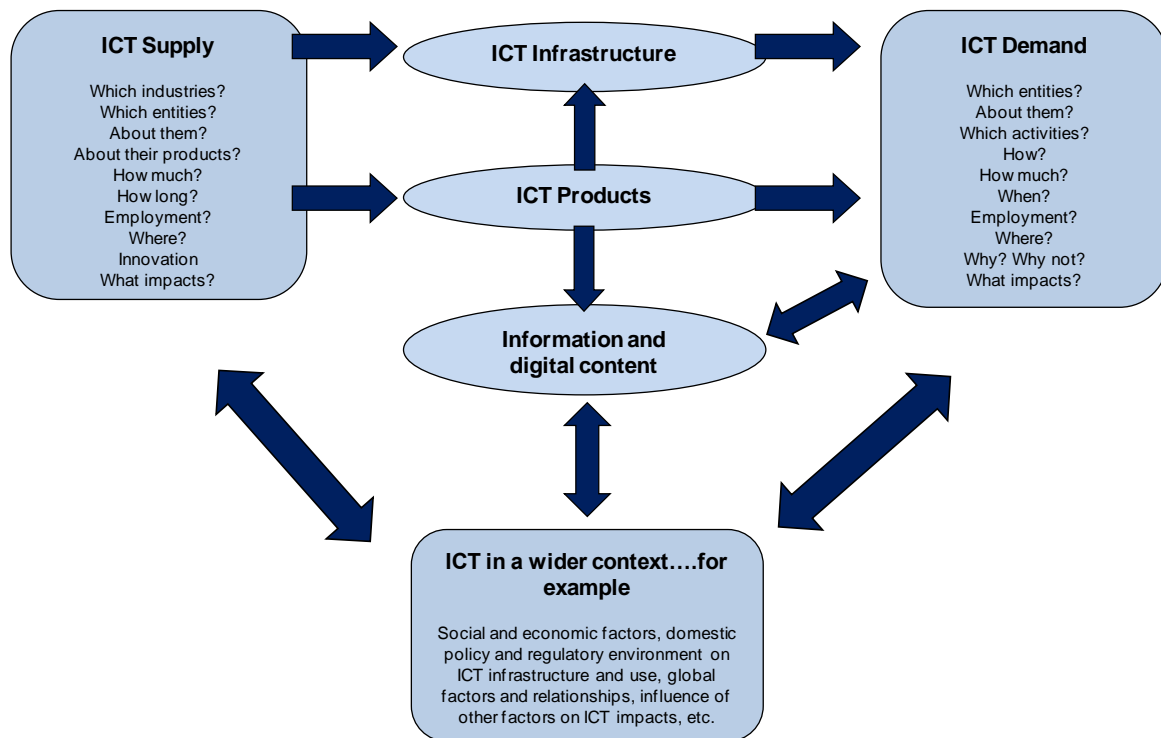 ICT Supply
Which industries?
Which entities?
About them?
About their products?
How much?
How long?
Employment?
Where?
Innovation
What impacts?
ICT Infrastructure
ICT Products
Information and
digital content
ICT Demand
Which entities?
About them?
Which activities?
How?
How much?
When?
Employment?
Where?
Why? Why not?
What impacts?
ICT in a wider context….for
example
Social and economic factors, domestic
policy and regulatory environment on
ICT infrastructure and use, global
factors and relationships, influence of
other factors on ICT impacts, etc.